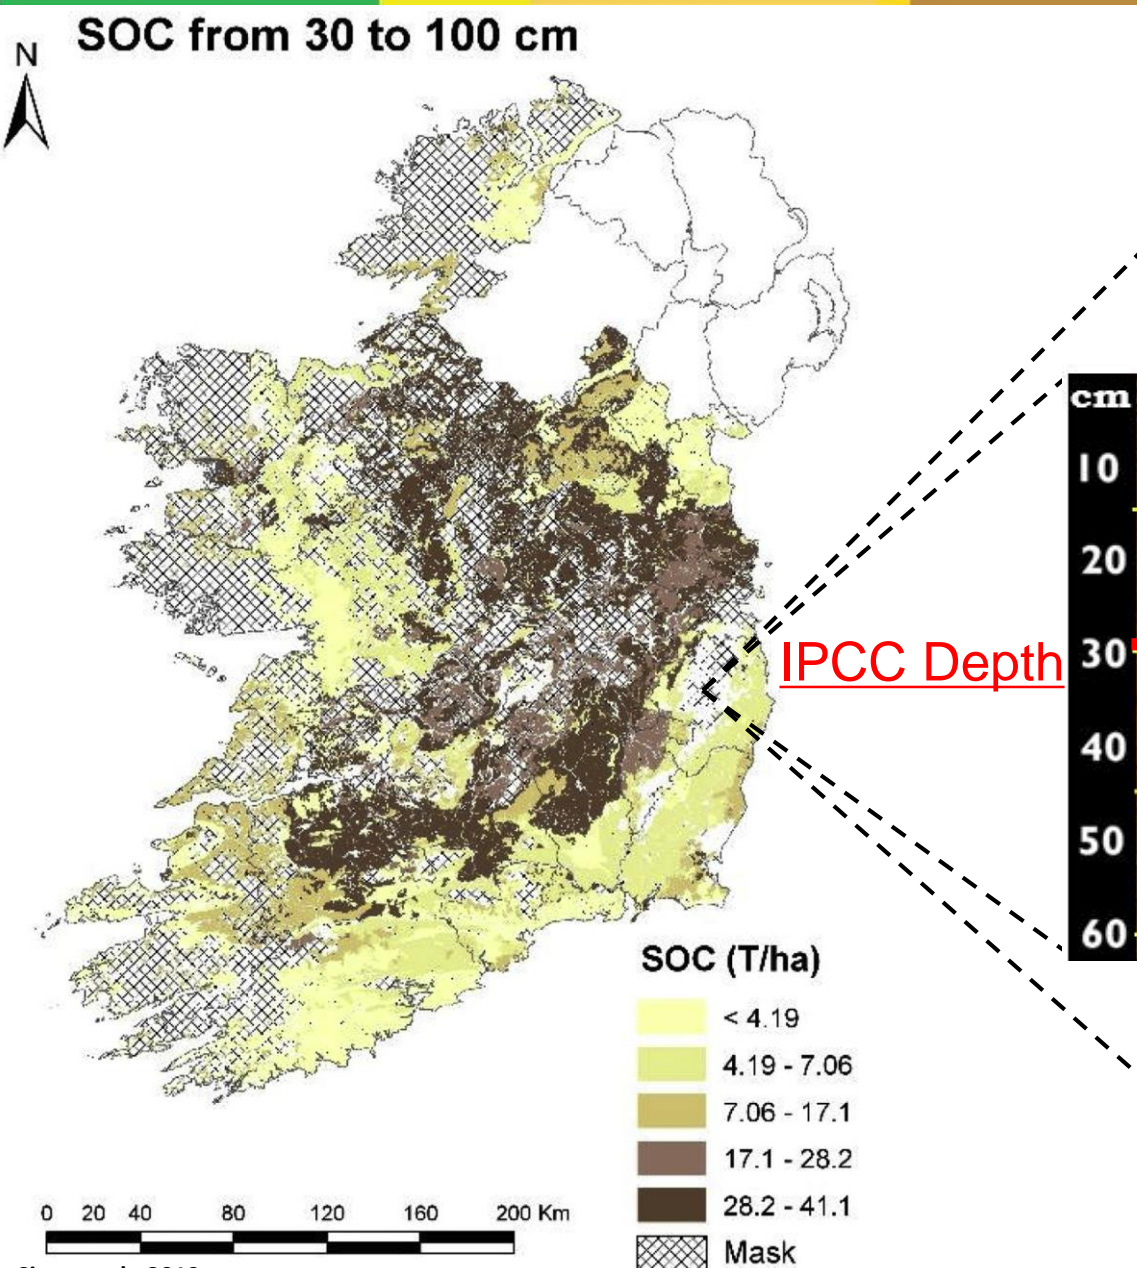 SOC from 30 to 100 cm
N
cm
10
20
IPCC Depth 30
40
50
60
SOC (T/ha)
< 4.19
4.19 - 7.06
7.06 - 17.1
17.1 - 28.2
28.2 - 41.1
Mask
0 20 40 80 120 160 200 Km